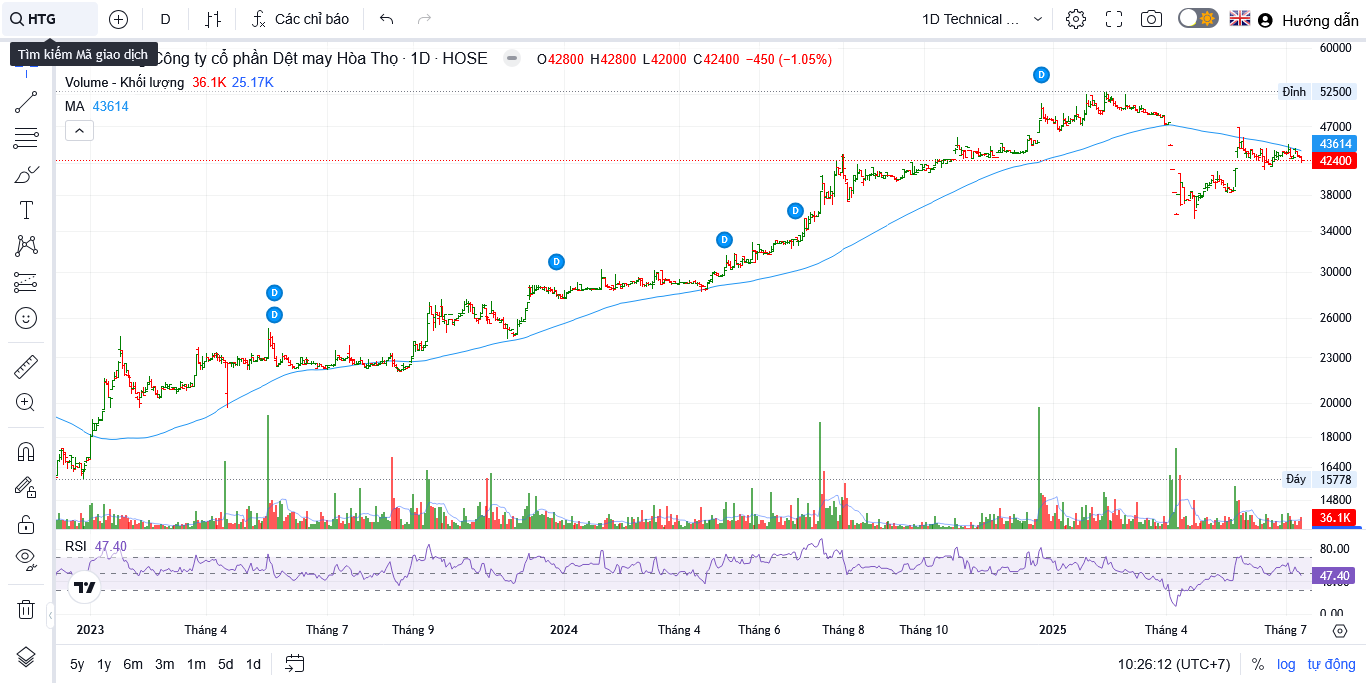 HTG
D
Các chỉ báo
1D Technical ...
Hướng dẫn
Tìm kiếm Mã giao dịch
Công ty cổ phần Dệt may Hòa Thọ · 1D · HOSE
O42800 H42800 L42000 C42400 −450 (−1.05%)
Volume - Khối lượng 36.1K 25.17K
MA 43614
60000
D
Đỉnh 52500
47000
43614
42400
38000
D
34000
D
D
30000
D
D
26000
23000
20000
18000
16400
Đáy 15778
14800
36.1K
RSI 47.40
80.00
47.40
0.00
2023 Tháng 4 Tháng 7 Tháng 9 2024 Tháng 4 Tháng 6 Tháng 8 Tháng 10 2025 Tháng 4 Tháng 7
5y 1y 6m 3m 1m 5d 1d
10:26:12 (UTC+7) % log tự động